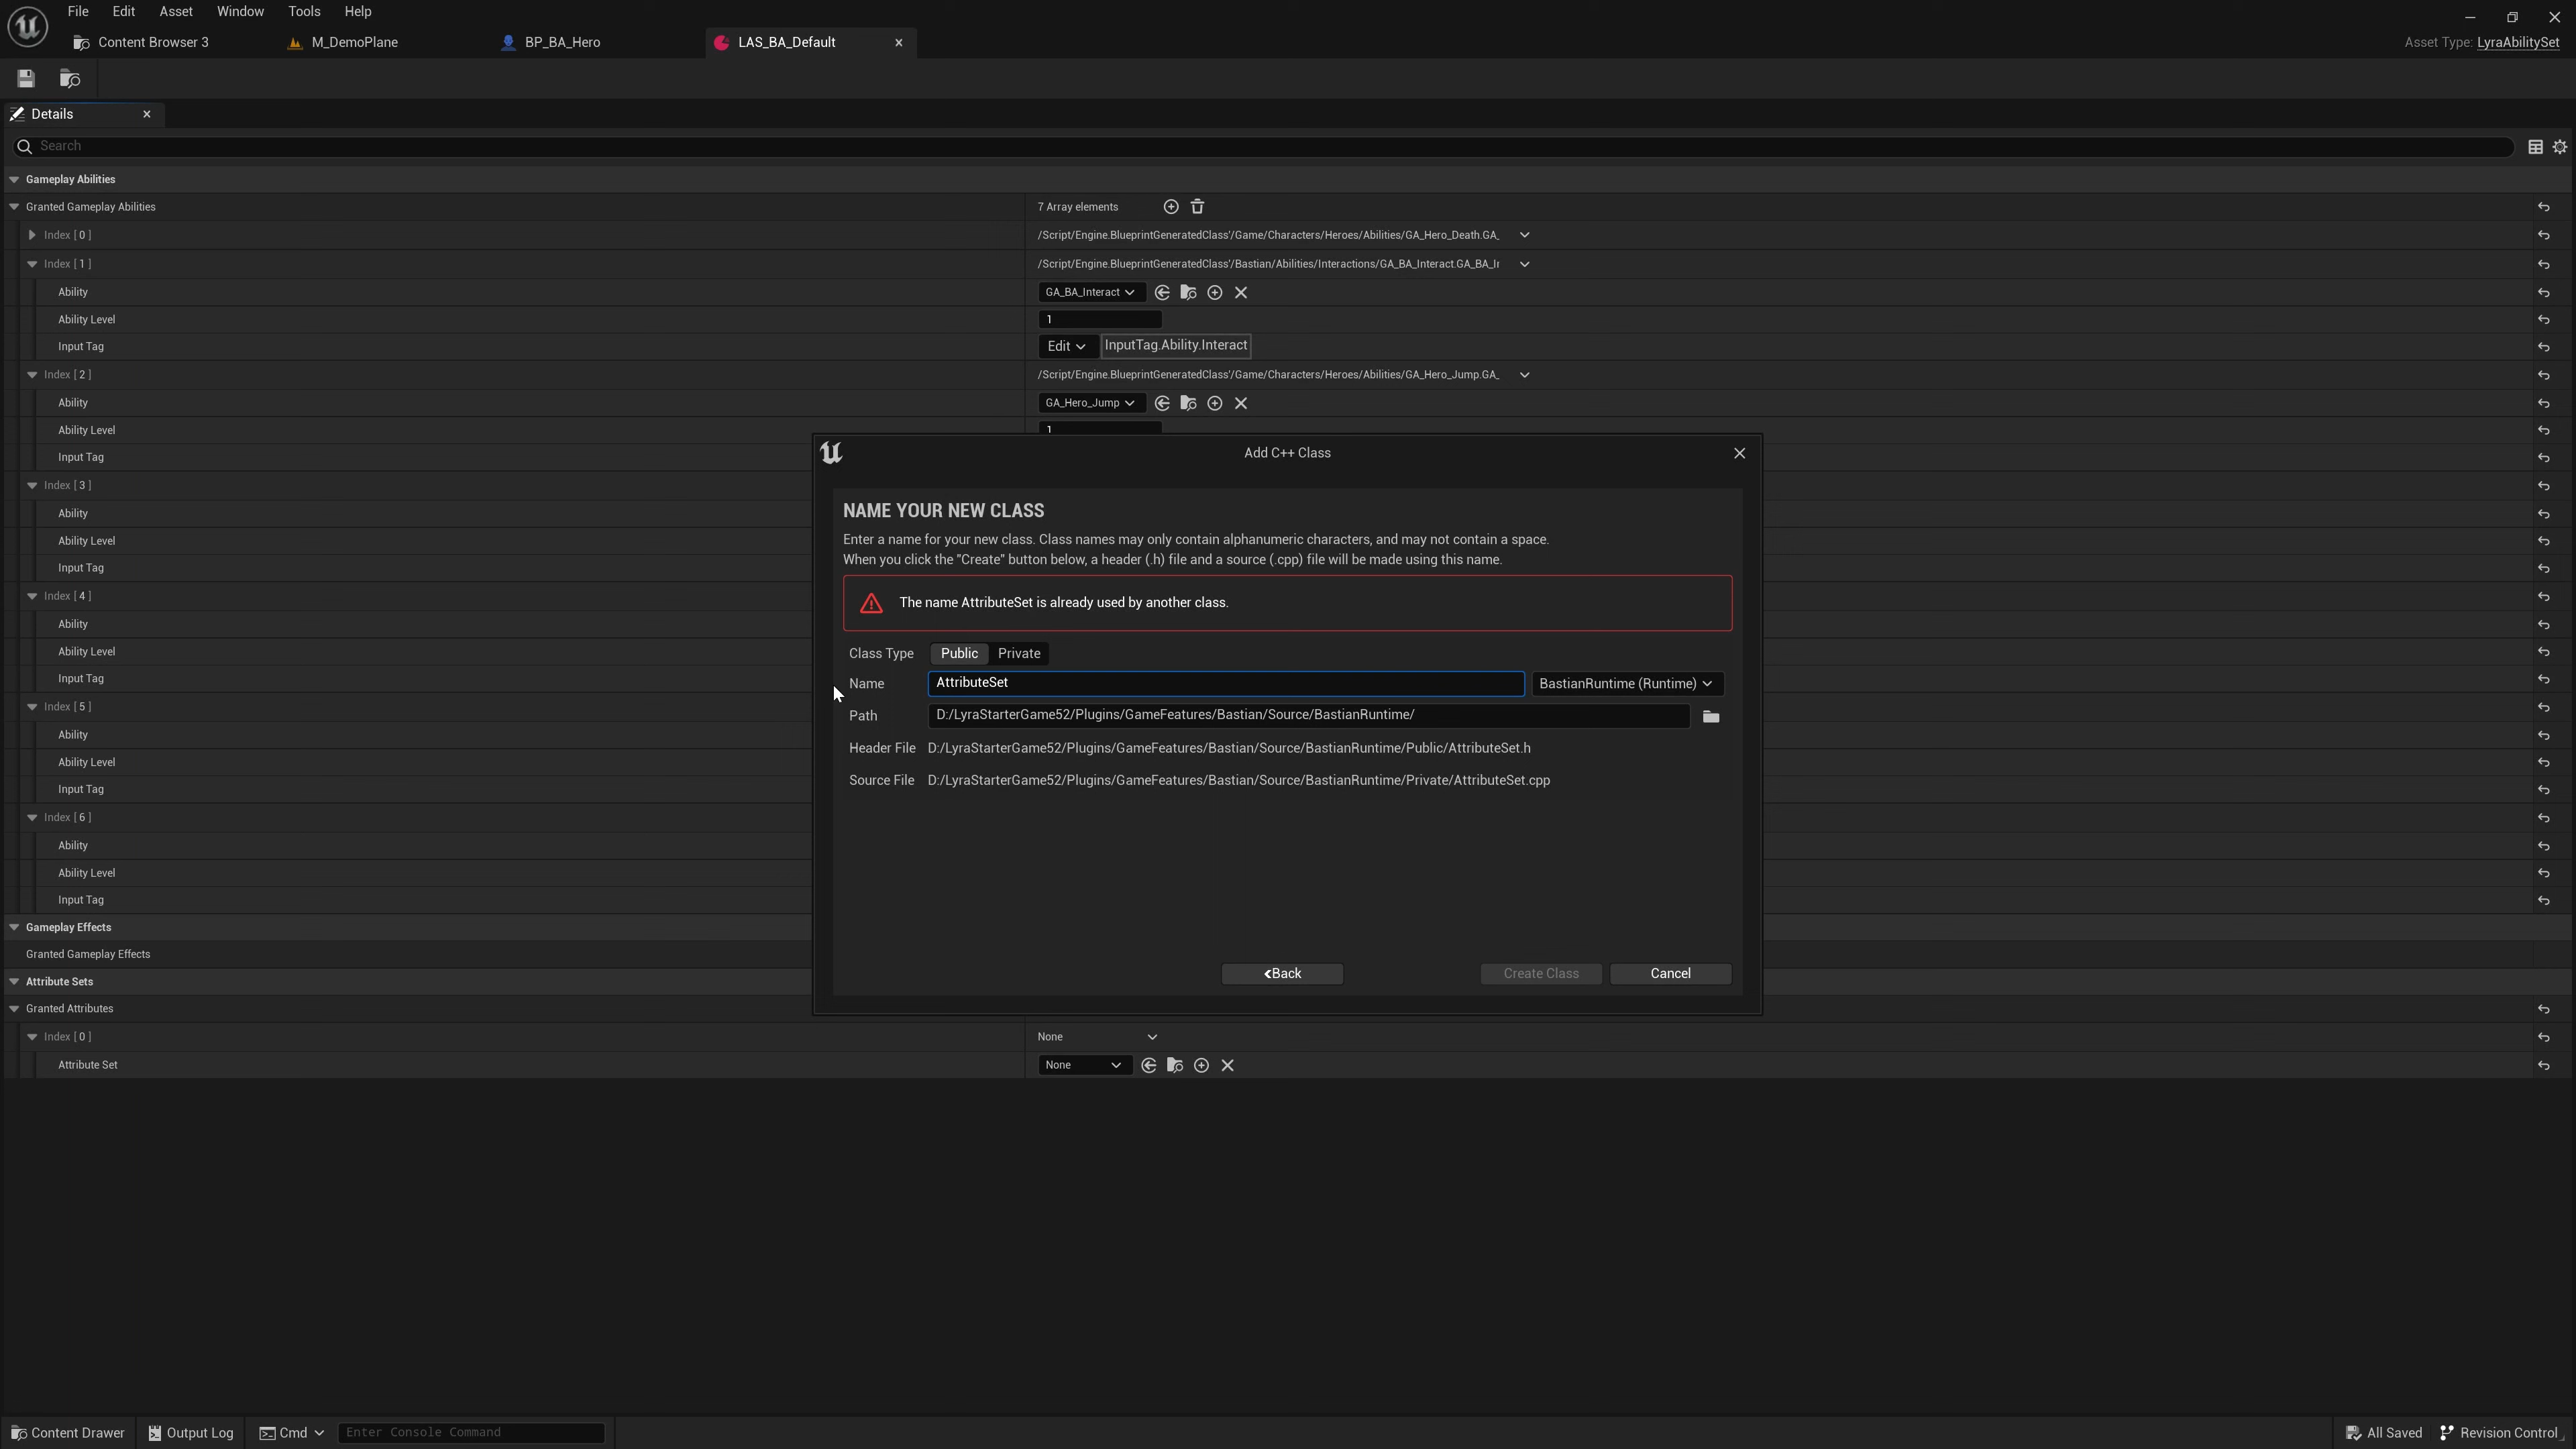 File Edit Asset Window Tools Help
Content Browser 3 M_DemoPlane BP_BA_Hero LAS_BA_Default Asset Type: LyraAbilitySet
Details
Search
Gameplay Abilities
Granted Gameplay Abilities 7 Array elements
Index [ 0 ] /Script/Engine.BlueprintGeneratedClass'/Game/Characters/Heroes/Abilities/GA_Hero_Death.GA_
Index [ 1 ] /Script/Engine.BlueprintGeneratedClass'/Bastian/Abilities/Interactions/GA_BA_Interact.GA_BA_Ir
Ability GA_BA_Interact
Ability Level 1
Input Tag Edit InputTag.Ability.Interact
Index [ 2 ] /Script/Engine.BlueprintGeneratedClass'/Game/Characters/Heroes/Abilities/GA_Hero_Jump.GA_
Ability GA_Hero_Jump
Ability Level 1
Input Tag
Index [ 3 ]
Ability
Ability Level
Input Tag
Index [ 4 ]
Ability
Ability Level
Input Tag
Index [ 5 ]
Ability
Ability Level
Input Tag
Index [ 6 ]
Ability
Ability Level
Input Tag
Gameplay Effects
Granted Gameplay Effects
Attribute Sets
Granted Attributes
Index [ 0 ] None
Attribute Set None
Add C++ Class
NAME YOUR NEW CLASS
Enter a name for your new class. Class names may only contain alphanumeric characters, and may not contain a space.
When you click the "Create" button below, a header (.h) file and a source (.cpp) file will be made using this name.
The name AttributeSet is already used by another class.
Class Type Public Private
Name AttributeSet BastianRuntime (Runtime)
Path D:/LyraStarterGame52/Plugins/GameFeatures/Bastian/Source/BastianRuntime/
Header File D:/LyraStarterGame52/Plugins/GameFeatures/Bastian/Source/BastianRuntime/Public/AttributeSet.h
Source File D:/LyraStarterGame52/Plugins/GameFeatures/Bastian/Source/BastianRuntime/Private/AttributeSet.cpp
<Back Create Class Cancel
Content Drawer Output Log Cmd Enter Console Command All Saved Revision Control